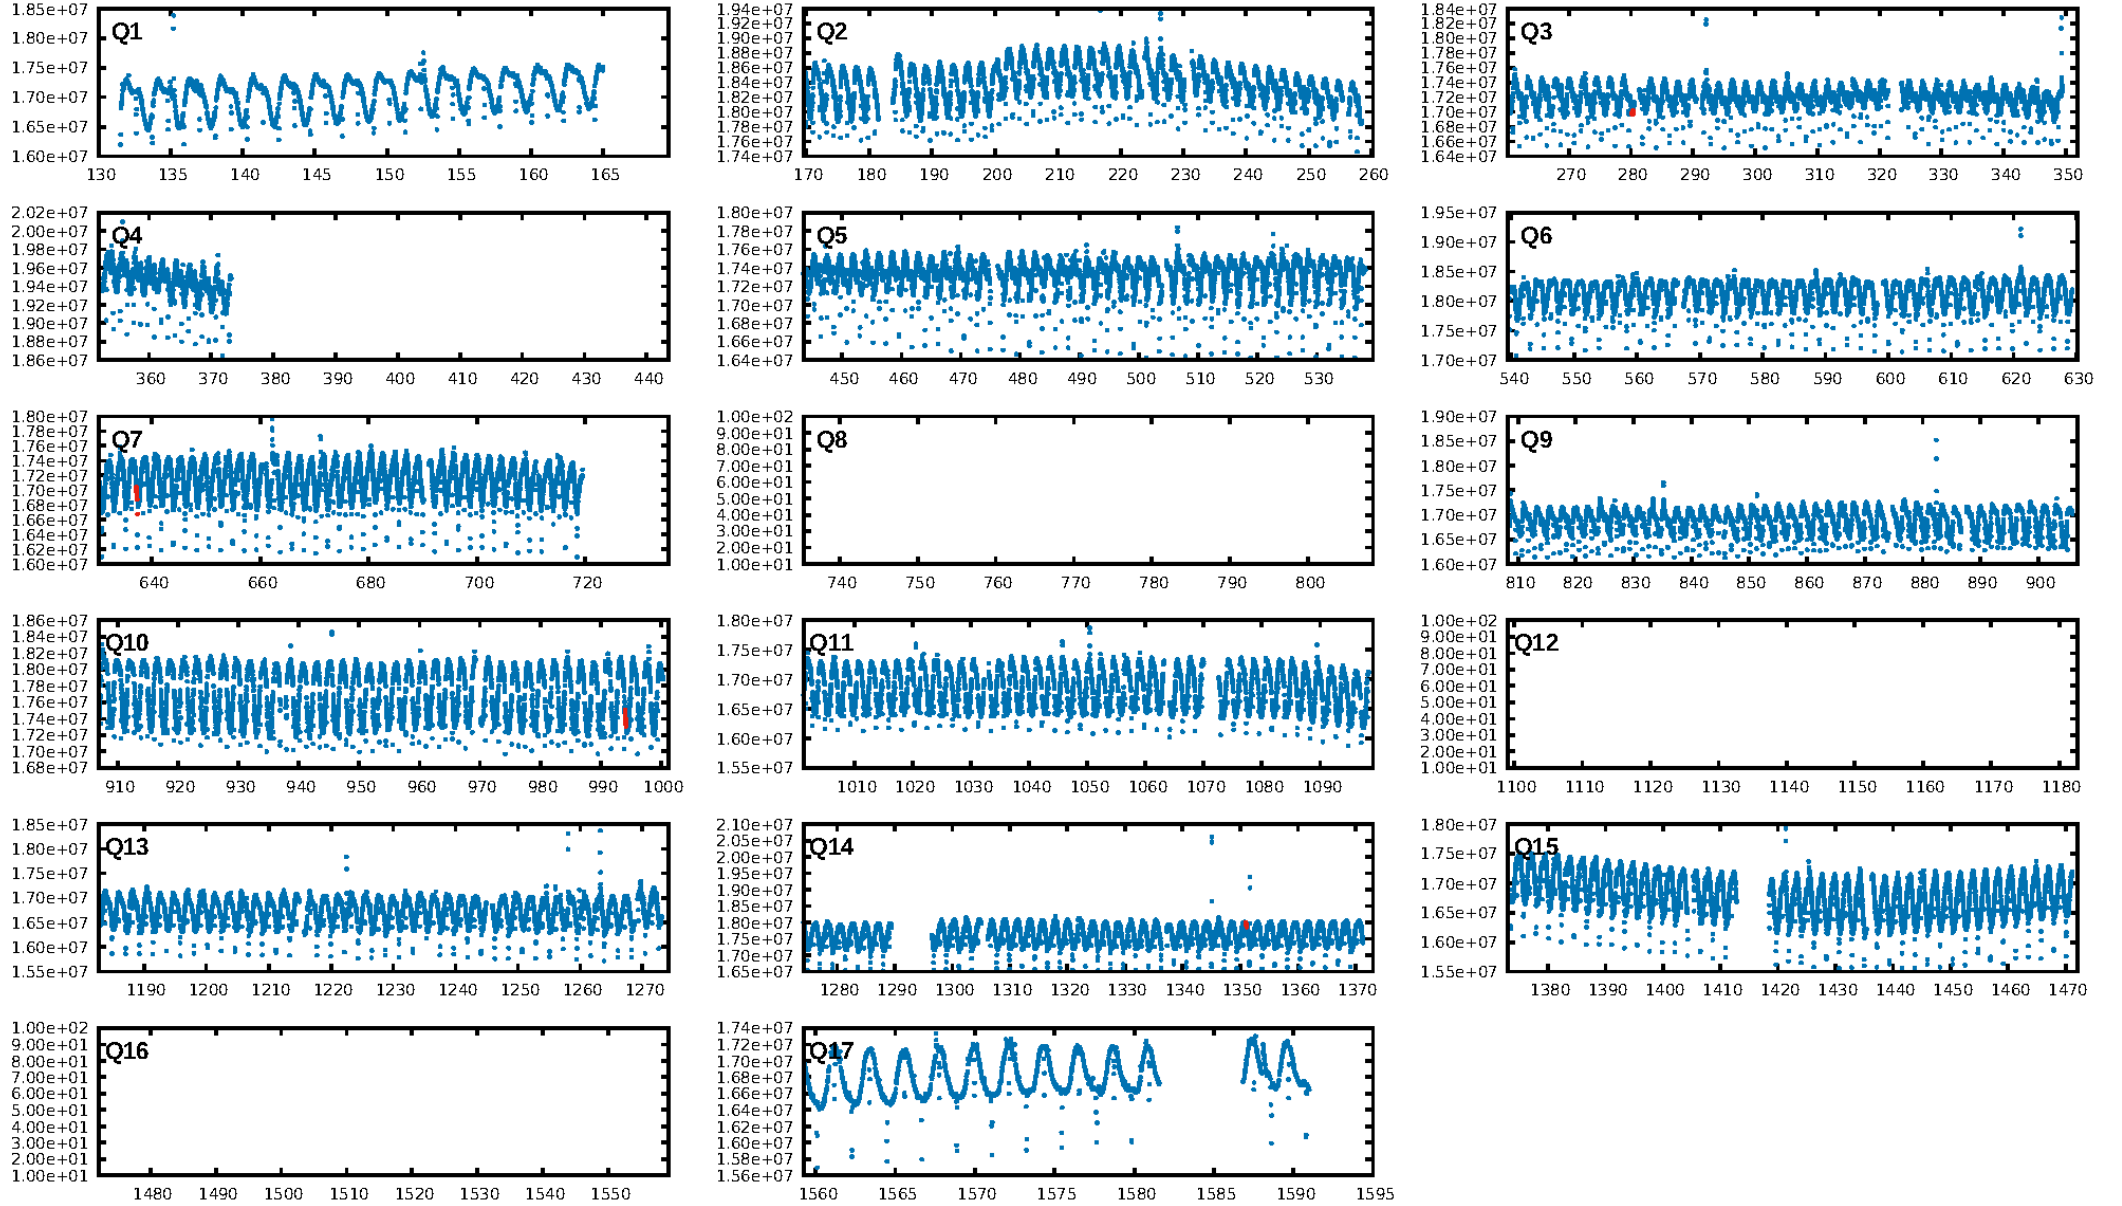 1.85e+07 1.80e+07 1.75e+07 1.70e+07 1.65e+07 1.60e+07
Q1
130 135 140 145 150 155 160 165
1.94e+07 1.92e+07 1.90e+07 1.88e+07 1.86e+07 1.84e+07 1.82e+07 1.80e+07 1.78e+07 1.76e+07 1.74e+07
Q2
170 180 190 200 210 220 230 240 250 260
1.84e+07 1.82e+07 1.80e+07 1.78e+07 1.76e+07 1.74e+07 1.72e+07 1.70e+07 1.68e+07 1.66e+07 1.64e+07
Q3
270 280 290 300 310 320 330 340 350
2.02e+07 2.00e+07 1.98e+07 1.96e+07 1.94e+07 1.92e+07 1.90e+07 1.88e+07 1.86e+07
Q4
360 370 380 390 400 410 420 430 440
1.80e+07 1.78e+07 1.76e+07 1.74e+07 1.72e+07 1.70e+07 1.68e+07 1.66e+07 1.64e+07
Q5
450 460 470 480 490 500 510 520 530
1.95e+07 1.90e+07 1.85e+07 1.80e+07 1.75e+07 1.70e+07
Q6
540 550 560 570 580 590 600 610 620 630
1.80e+07 1.78e+07 1.76e+07 1.74e+07 1.72e+07 1.70e+07 1.68e+07 1.66e+07 1.64e+07 1.62e+07 1.60e+07
Q7
640 660 680 700 720
1.00e+02 9.00e+01 8.00e+01 7.00e+01 6.00e+01 5.00e+01 4.00e+01 3.00e+01 2.00e+01 1.00e+01
Q8
740 750 760 770 780 790 800
1.90e+07 1.85e+07 1.80e+07 1.75e+07 1.70e+07 1.65e+07 1.60e+07
Q9
810 820 830 840 850 860 870 880 890 900
1.86e+07 1.84e+07 1.82e+07 1.80e+07 1.78e+07 1.76e+07 1.74e+07 1.72e+07 1.70e+07 1.68e+07
Q10
910 920 930 940 950 960 970 980 990 1000
1.80e+07 1.75e+07 1.70e+07 1.65e+07 1.60e+07 1.55e+07
Q11
1010 1020 1030 1040 1050 1060 1070 1080 1090
1.00e+02 9.00e+01 8.00e+01 7.00e+01 6.00e+01 5.00e+01 4.00e+01 3.00e+01 2.00e+01 1.00e+01
Q12
1100 1110 1120 1130 1140 1150 1160 1170 1180
1.85e+07 1.80e+07 1.75e+07 1.70e+07 1.65e+07 1.60e+07 1.55e+07
Q13
1190 1200 1210 1220 1230 1240 1250 1260 1270
2.10e+07 2.05e+07 2.00e+07 1.95e+07 1.90e+07 1.85e+07 1.80e+07 1.75e+07 1.70e+07 1.65e+07
Q14
1280 1290 1300 1310 1320 1330 1340 1350 1360 1370
1.80e+07 1.75e+07 1.70e+07 1.65e+07 1.60e+07 1.55e+07
Q15
1380 1390 1400 1410 1420 1430 1440 1450 1460 1470
1.00e+02 9.00e+01 8.00e+01 7.00e+01 6.00e+01 5.00e+01 4.00e+01 3.00e+01 2.00e+01 1.00e+01
Q16
1480 1490 1500 1510 1520 1530 1540 1550
1.74e+07 1.72e+07 1.70e+07 1.68e+07 1.66e+07 1.64e+07 1.62e+07 1.60e+07 1.58e+07 1.56e+07
Q17
1560 1565 1570 1575 1580 1585 1590 1595